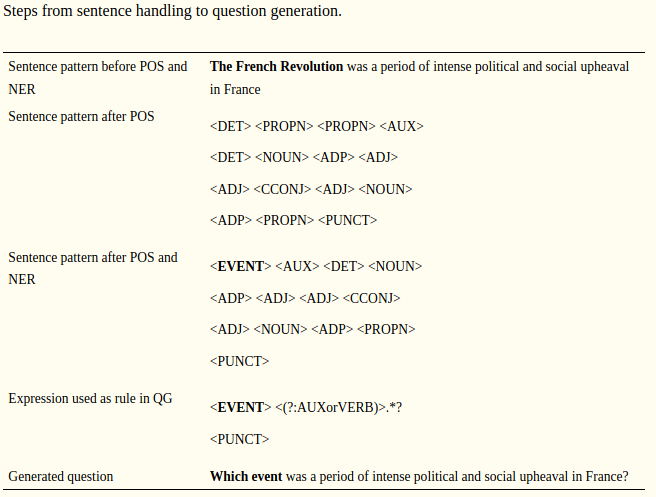 Steps from sentence handling to question generation.
Sentence pattern before POS and
NER
The French Revolution was a period of intense political and social upheaval
in France
Sentence pattern after POS
<DET> <PROPN> <PROPN> <AUX>
<DET> <NOUN> <ADP> <ADJ>
<ADJ> <CCONJ> <ADJ> <NOUN>
<ADP> <PROPN> <PUNCT>
Sentence pattern after POS and
NER
<EVENT> <AUX> <DET> <NOUN>
<ADP> <ADJ> <ADJ> <CCONJ>
<ADJ> <NOUN> <ADP> <PROPN>
<PUNCT>
Expression used as rule in QG
<EVENT> <(?:AUXorVERB)>.*?
<PUNCT>
Generated question
Which event was a period of intense political and social upheaval in France?